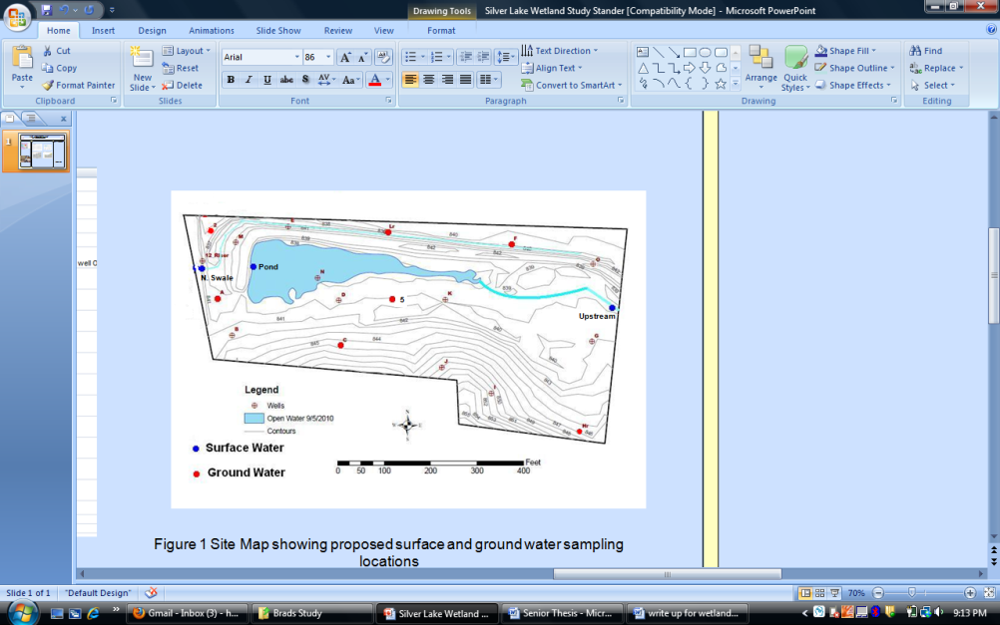 Drawing Tools
Silver Lake Wetland Study Stander [Compatibility Mode] - Microsoft PowerPoint
Home Insert Design Animations Slide Show Review View Format
Paste
Cut
Copy
Format Painter
Clipboard
New Slide
Layout
Reset
Delete
Slides
Arial 86
B I U abc S AV Aa A
Font
Text Direction
Align Text
Convert to SmartArt
Paragraph
Arrange
Quick Styles
Shape Fill
Shape Outline
Shape Effects
Drawing
Find
Replace
Select
Editing
1
well O
N. Swale
Pond
5
Upstream
A
B
C
D
N
K
J
I
M
F
841
844
Legend
Wells
Open Water 9/5/2010
Contours
Surface Water
Ground Water
N
W E
S
Feet
0 50 100 200 300 400
Figure 1 Site Map showing proposed surface and ground water sampling
locations
Slide 1 of 1 "Default Design" 70%
Gmail - Inbox (3) - h... Brads Study Silver Lake Wetland ... Senior Thesis - Micr... write up for wetland... 9:13 PM